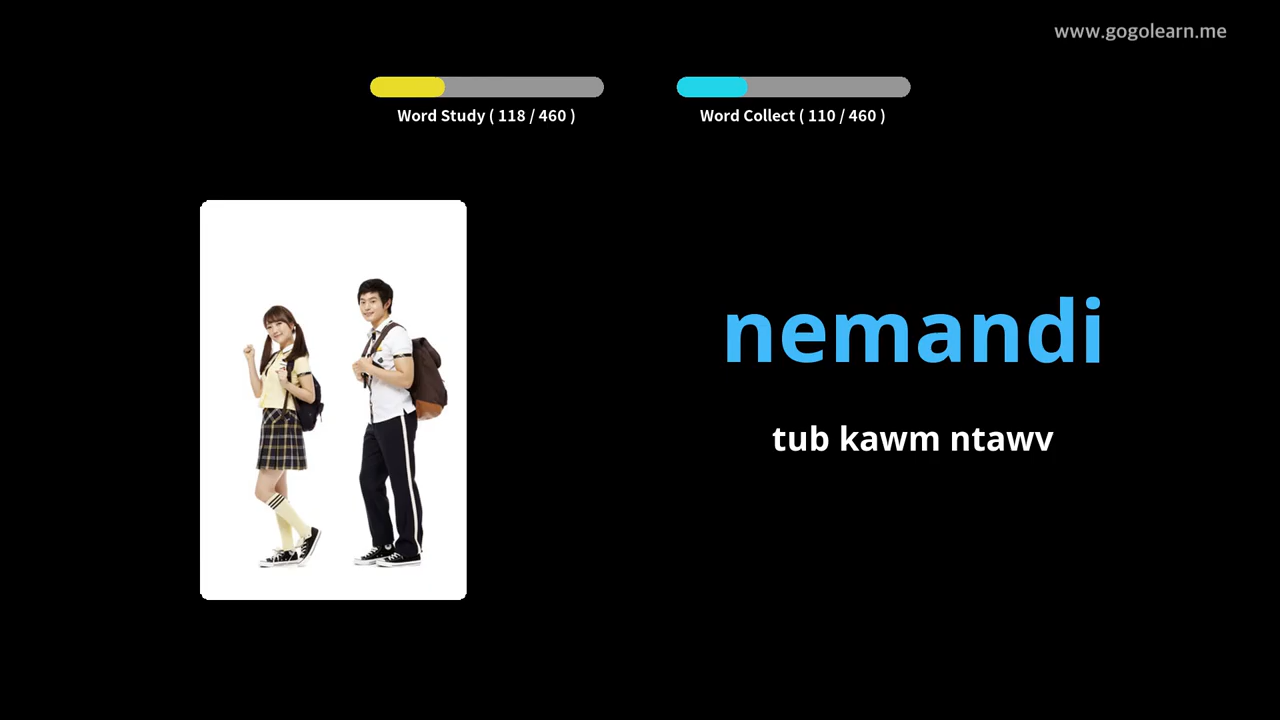 www.gogolearn.me
Word Study ( 118 / 460 )
Word Collect ( 110 / 460 )
nemandi
tub kawm ntawv